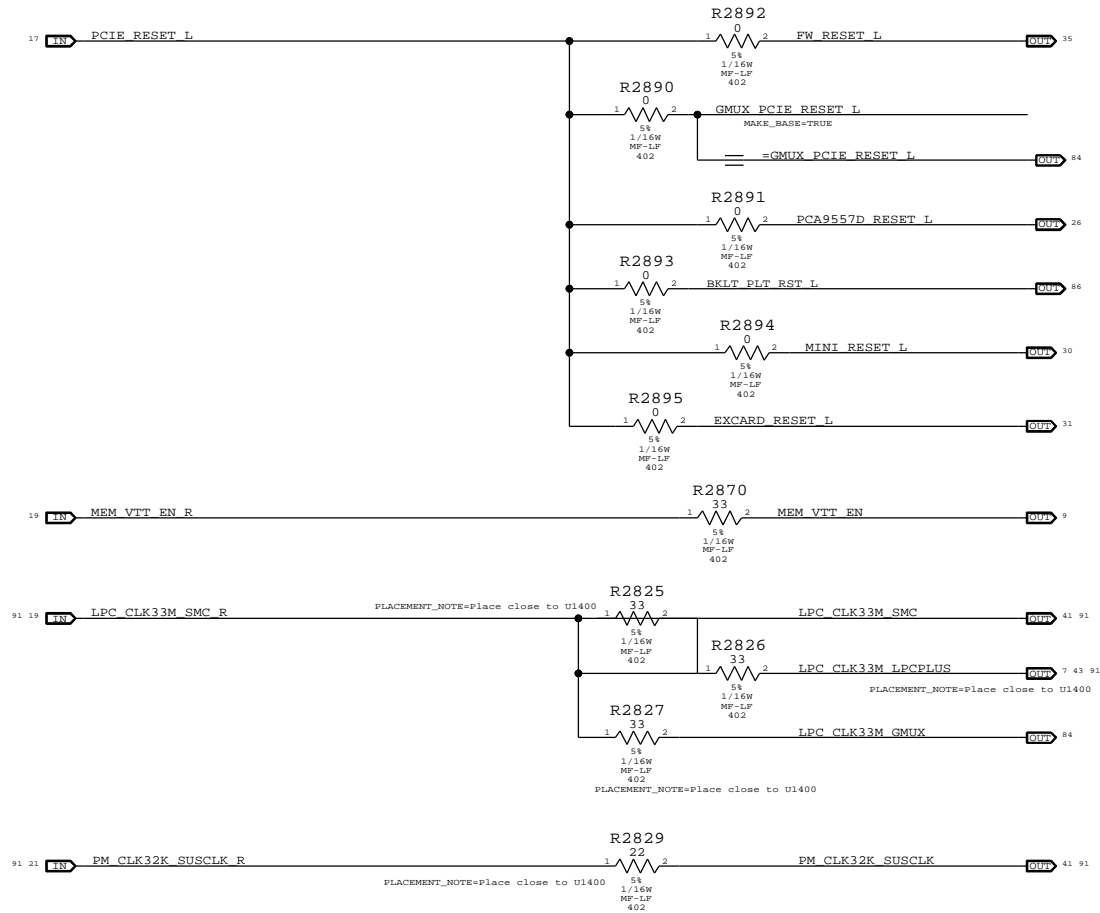 R2892
17 IN PCIE_RESET_L 1 0 2 FW_RESET_L OUT 35
5%
1/16W
MF-LF
402
R2890
1 0 2 GMUX_PCIE_RESET_L
5%
1/16W
MF-LF
402
MAKE_BASE=TRUE
=GMUX_PCIE_RESET_L OUT 84
R2891
1 0 2 PCA9557D_RESET_L OUT 26
5%
1/16W
MF-LF
402
R2893
1 0 2 BKLT_PLT_RST_L OUT 86
5%
1/16W
MF-LF
402
R2894
1 0 2 MINI_RESET_L OUT 30
5%
1/16W
MF-LF
402
R2895
1 0 2 EXCARD_RESET_L OUT 31
5%
1/16W
MF-LF
402
R2870
19 IN MEM_VTT_EN_R 1 33 2 MEM_VTT_EN OUT 9
5%
1/16W
MF-LF
402
R2825
91 19 IN LPC_CLK33M_SMC_R PLACEMENT_NOTE=Place close to U1400 1 33 2 LPC_CLK33M_SMC OUT 41 91
5%
1/16W
MF-LF
402
R2826
1 33 2 LPC_CLK33M_LPCPLUS OUT 7 43 91
5%
1/16W
MF-LF
402
PLACEMENT_NOTE=Place close to U1400
R2827
1 33 2 LPC_CLK33M_GMUX OUT 84
5%
1/16W
MF-LF
402
PLACEMENT_NOTE=Place close to U1400
R2829
91 21 IN PM_CLK32K_SUSCLK_R 1 22 2 PM_CLK32K_SUSCLK OUT 41 91
PLACEMENT_NOTE=Place close to U1400
5%
1/16W
MF-LF
402